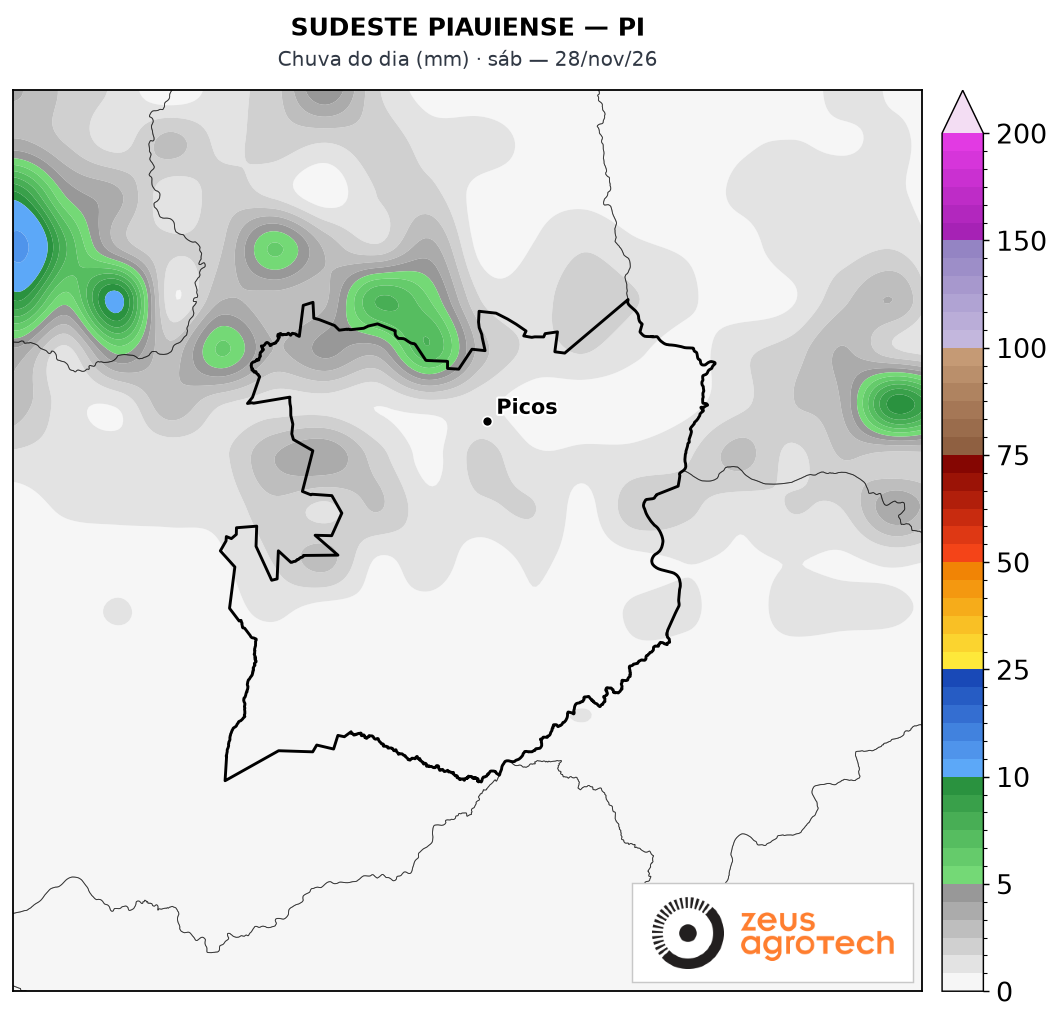 SUDESTE PIAUIENSE — PI
Chuva do dia (mm) · sáb — 28/nov/26
200
150
100
75
50
25
10
5
0
Picos
zeus
agrotech